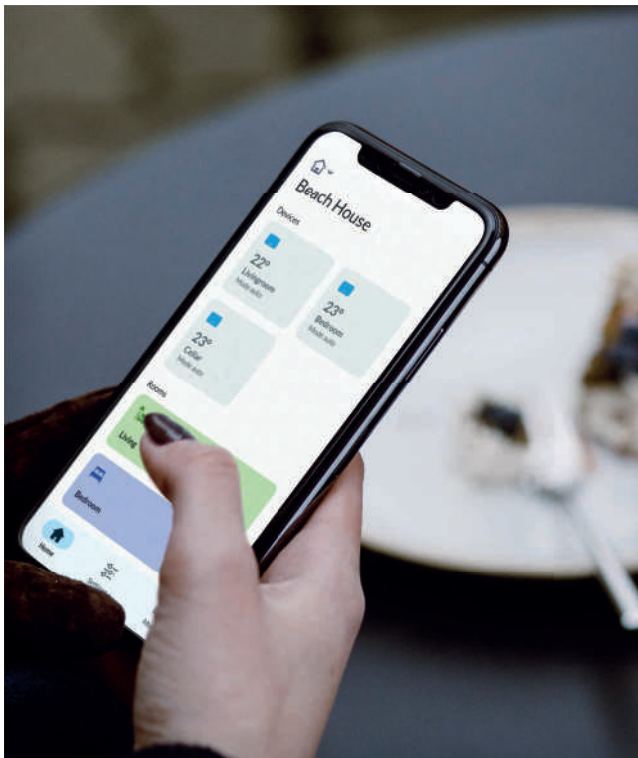 Beach House
Devices
22°
Livingroom
Mode auto
23°
Bedroom
Mode auto
23°
Cellar
Mode auto
Rooms
Living
Bedroom
Home